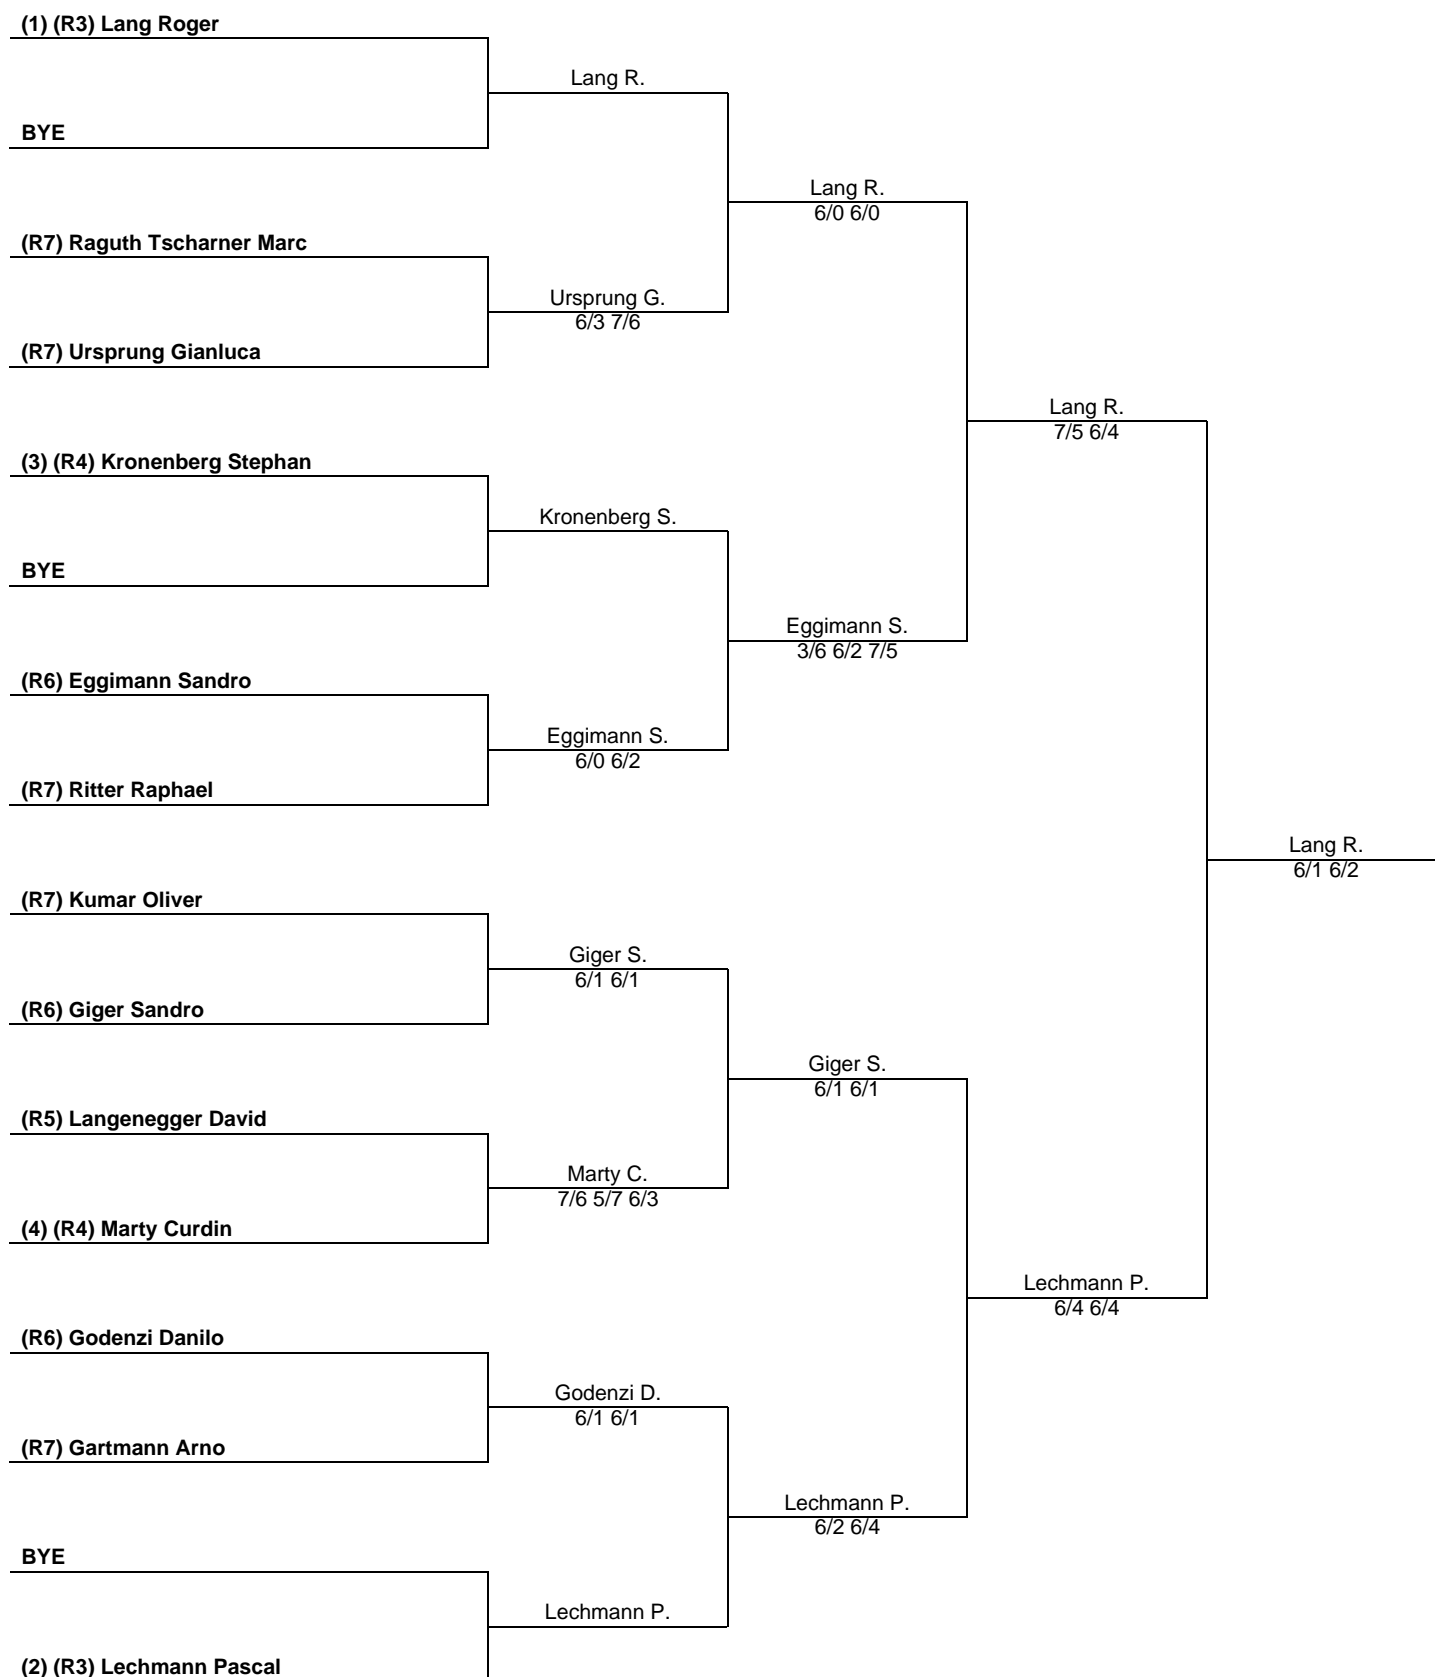 (1) (R3) Lang Roger
Lang R.
BYE
Lang R.
6/0 6/0
(R7) Raguth Tscharner Marc
Ursprung G.
6/3 7/6
(R7) Ursprung Gianluca
Lang R.
7/5 6/4
(3) (R4) Kronenberg Stephan
Kronenberg S.
BYE
Eggimann S.
3/6 6/2 7/5
(R6) Eggimann Sandro
Eggimann S.
6/0 6/2
(R7) Ritter Raphael
Lang R.
6/1 6/2
(R7) Kumar Oliver
Giger S.
6/1 6/1
(R6) Giger Sandro
Giger S.
6/1 6/1
(R5) Langenegger David
Marty C.
7/6 5/7 6/3
(4) (R4) Marty Curdin
Lechmann P.
6/4 6/4
(R6) Godenzi Danilo
Godenzi D.
6/1 6/1
(R7) Gartmann Arno
Lechmann P.
6/2 6/4
BYE
Lechmann P.
(2) (R3) Lechmann Pascal